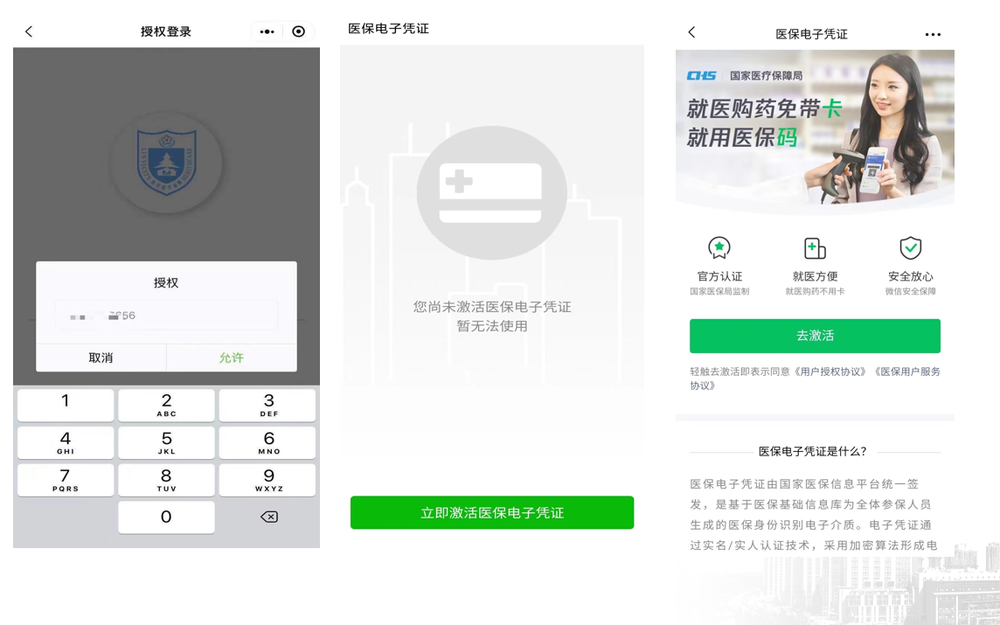 授权登录
授权
656
取消
允许
1
2
ABC
3
DEF
4
GHI
5
JKL
6
MNO
7
PQRS
8
TUV
9
WXYZ
0
医保电子凭证
您尚未激活医保电子凭证
暂无法使用
立即激活医保电子凭证
医保电子凭证
CHS 国家医疗保障局
就医购药免带卡
就用医保码
官方认证
国家医保局监制
就医方便
就医购药不用卡
安全放心
微信安全保障
去激活
轻触去激活即表示同意《用户授权协议》《医保用户服务
协议》
医保电子凭证是什么？
医保电子凭证由国家医保信息平台统一签
发，是基于医保基础信息库为全体参保人员
生成的医保身份识别电子介质。电子凭证通
过实名/实人认证技术，采用加密算法形成电